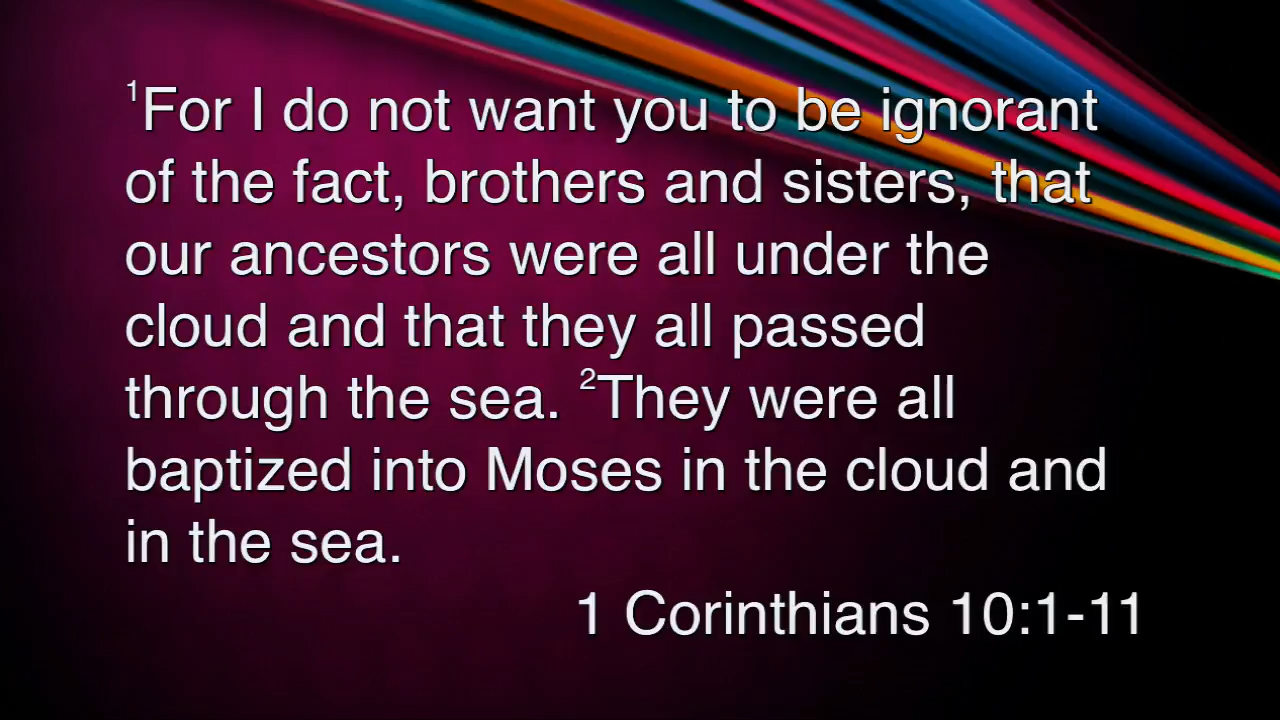 ¹For I do not want you to be ignorant
of the fact, brothers and sisters, that
our ancestors were all under the
cloud and that they all passed
through the sea. ²They were all
baptized into Moses in the cloud and
in the sea.
1 Corinthians 10:1-11